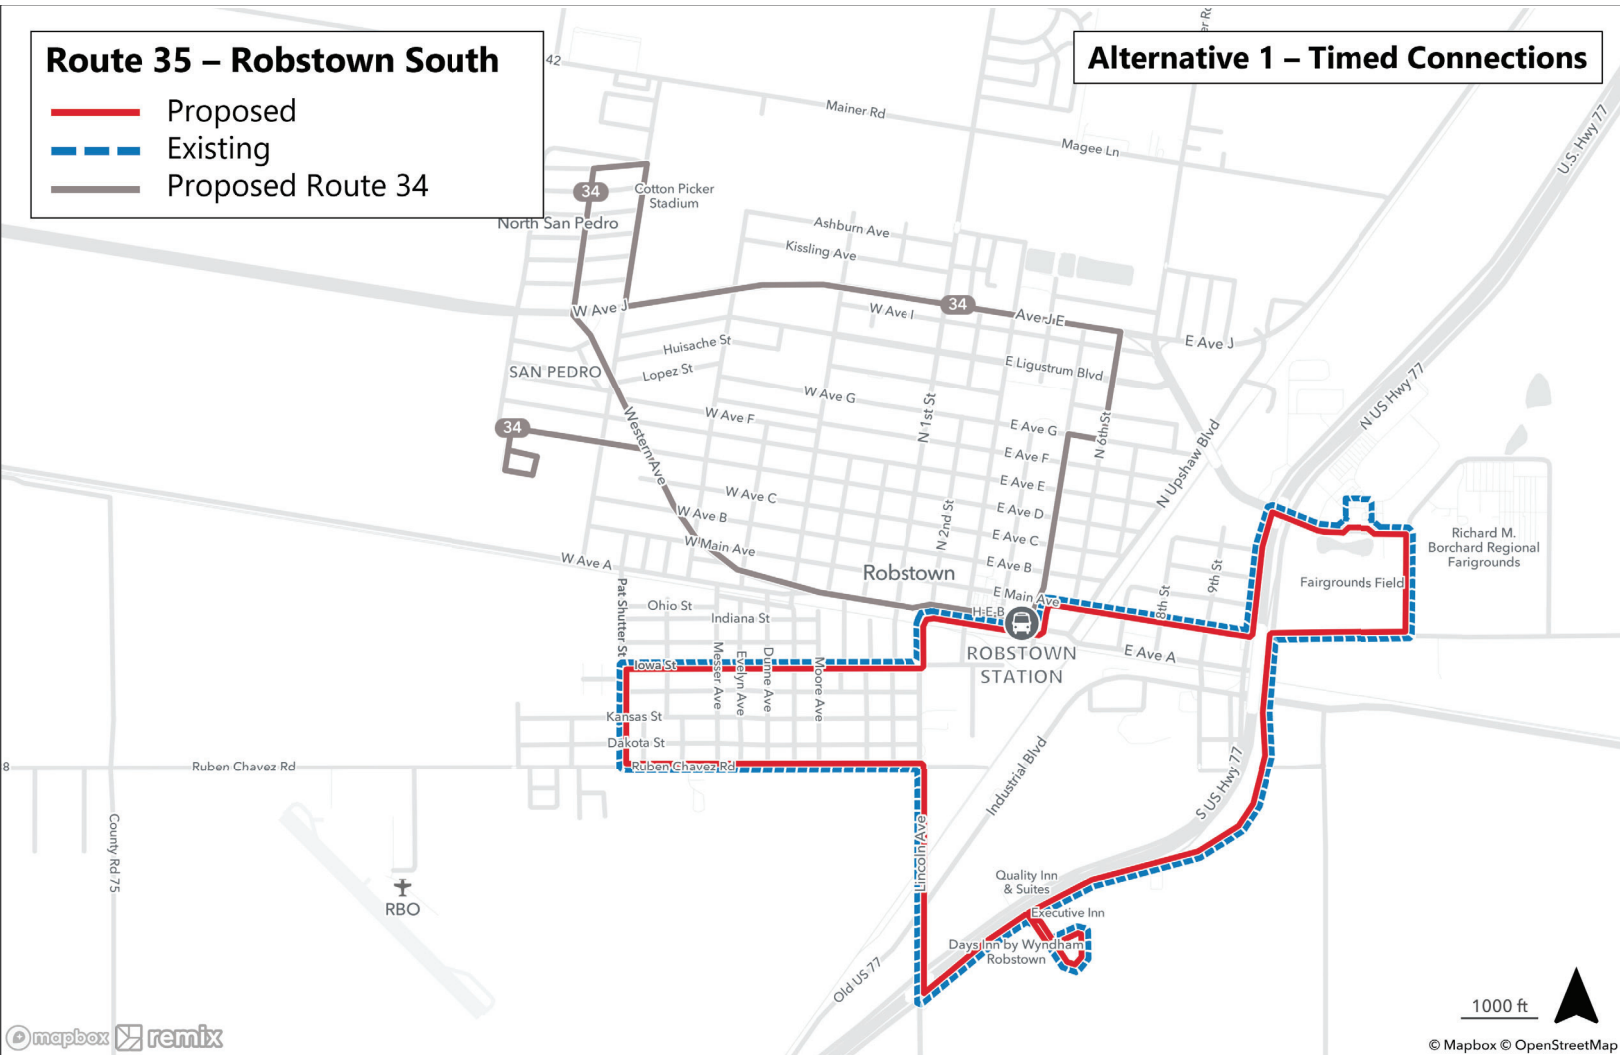 Route 35 – Robstown South
Proposed
Existing
Proposed Route 34
Alternative 1 – Timed Connections
42
Mainer Rd
Magee Ln
U.S. Hwy 77
34
Cotton Picker
Stadium
North San Pedro
Ashburn Ave
Kissling Ave
W Ave J
34
W Ave I
Ave J E
E Ave J
Huisache St
SAN PEDRO
Lopez St
E Ligustrum Blvd
N US Hwy 77
W Ave G
N 1st St
W Ave F
34
Western Ave
E Ave G
N 6th St
E Ave F
N Upshaw Blvd
E Ave E
W Ave C
E Ave D
W Ave B
N 2nd St
E Ave C
W Main Ave
E Ave B
W Ave A
Robstown
E Main Ave
8th St
9th St
Richard M.
Borchard Regional
Farigrounds
Fairgrounds Field
Pat Shutter St
Ohio St
Indiana St
H-E-B
ROBSTOWN
STATION
E Ave A
Iowa St
Messer Ave
Evelyn Ave
Dunne Ave
Moore Ave
Kansas St
Dakota St
8
Ruben Chavez Rd
Ruben Chavez Rd
Industrial Blvd
S US Hwy 77
County Rd 75
Lincoln Ave
RBO
Quality Inn
& Suites
Executive Inn
Days Inn by Wyndham
Robstown
Old US 77
1000 ft
mapbox remix
© Mapbox © OpenStreetMap